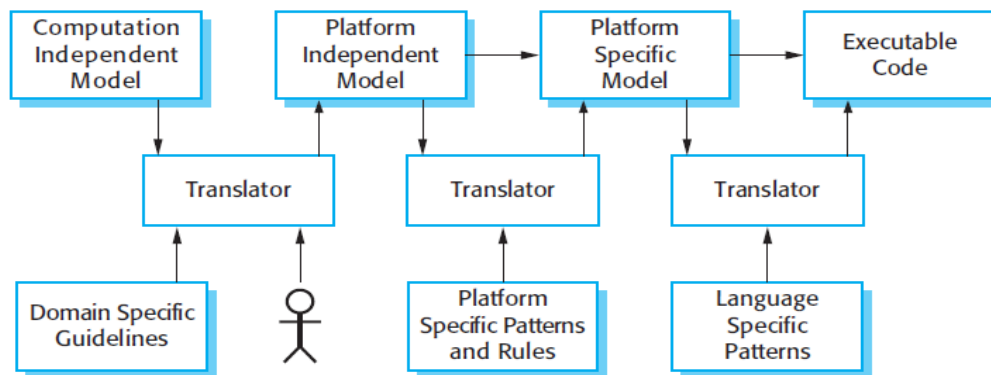 Computation
Independent
Model
Platform
Independent
Model
Platform
Specific
Model
Executable
Code
Translator
Translator
Translator
Domain Specific
Guidelines
Platform
Specific Patterns
and Rules
Language
Specific
Patterns